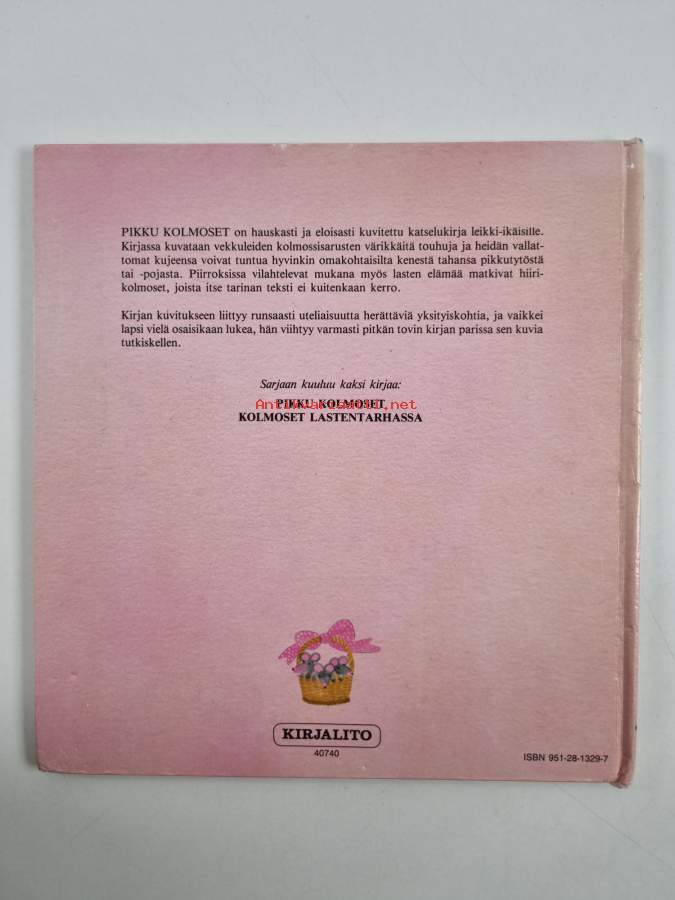 PIKKU KOLMOSET on hauskasti ja eloisasti kuvitettu katselukirja leikki-ikäisille.
Kirjassa kuvataan vekkuleiden kolmossisarusten värikkäitä touhuja ja heidän vallat-
tomat kujeensa voivat tuntua hyvinkin omakohtaisilta kenestä tahansa pikkutytöstä
tai -pojasta. Piirroksissa vilahtelevat mukana myös lasten elämää matkivat hiiri-
kolmoset, joista itse tarinan teksti ei kuitenkaan kerro.
Kirjan kuvitukseen liittyy runsaasti uteliaisuutta herättäviä yksityiskohtia, ja vaikkei
lapsi vielä osaisikaan lukea, hän viihtyy varmasti pitkän tovin kirjan parissa sen kuvia
tutkiskellen.
Sarjaan kuuluu kaksi kirjaa:
PIKKU KOLMOSET
Antikvariaatti.net
KOLMOSET LASTENTARHASSA
KIRJALITO
40740
ISBN 951-28-1329-7